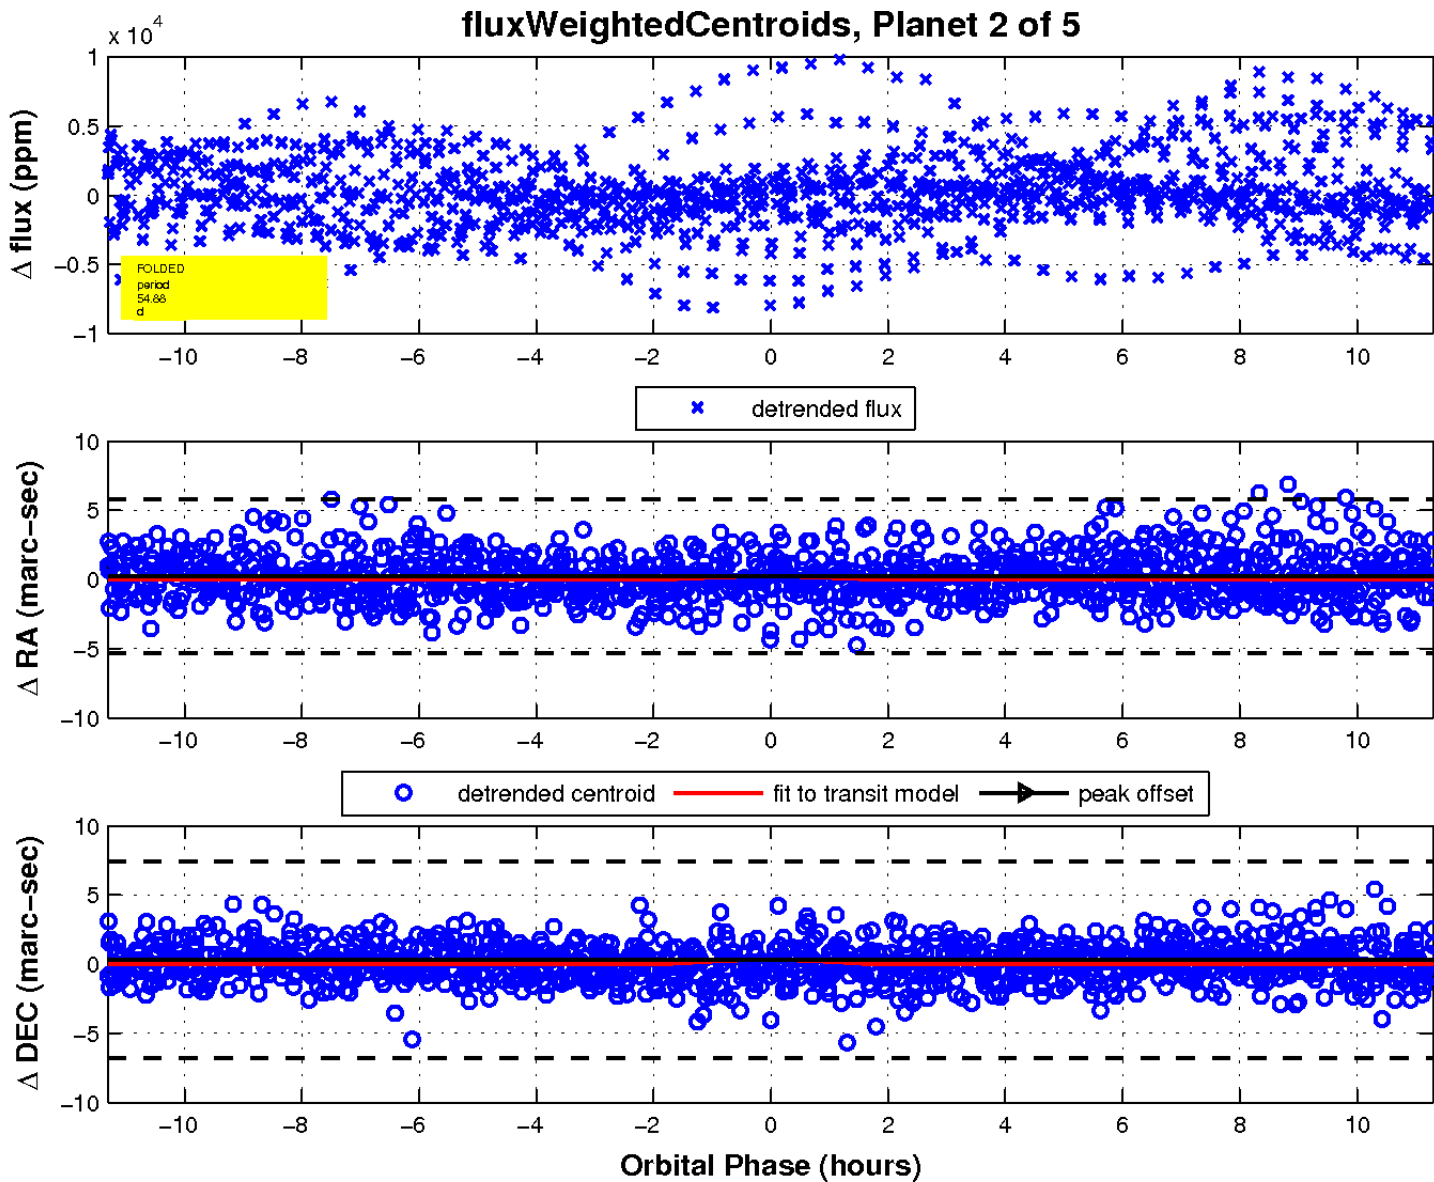 fluxWeightedCentroids, Planet 2 of 5
x 10^4
1
0.5
0
−0.5
−1
Δ flux (ppm)
FOLDED
period
54.66
d
−10 −8 −6 −4 −2 0 2 4 6 8 10
detrended flux
10
5
0
−5
−10
Δ RA (marc−sec)
−10 −8 −6 −4 −2 0 2 4 6 8 10
detrended centroid fit to transit model peak offset
10
5
0
−5
−10
Δ DEC (marc−sec)
−10 −8 −6 −4 −2 0 2 4 6 8 10
Orbital Phase (hours)